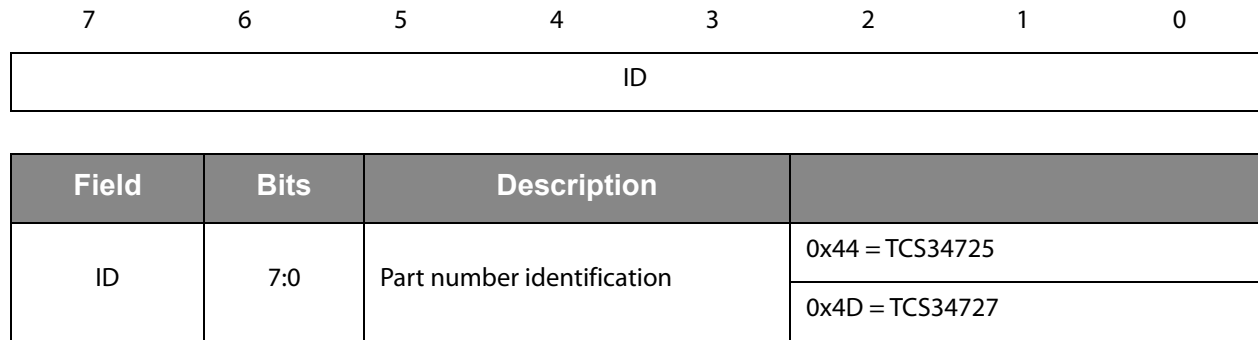 7 6 5 4 3 2 1 0
ID
Field Bits Description
ID 7:0 Part number identification 0x44 = TCS34725
0x4D = TCS34727